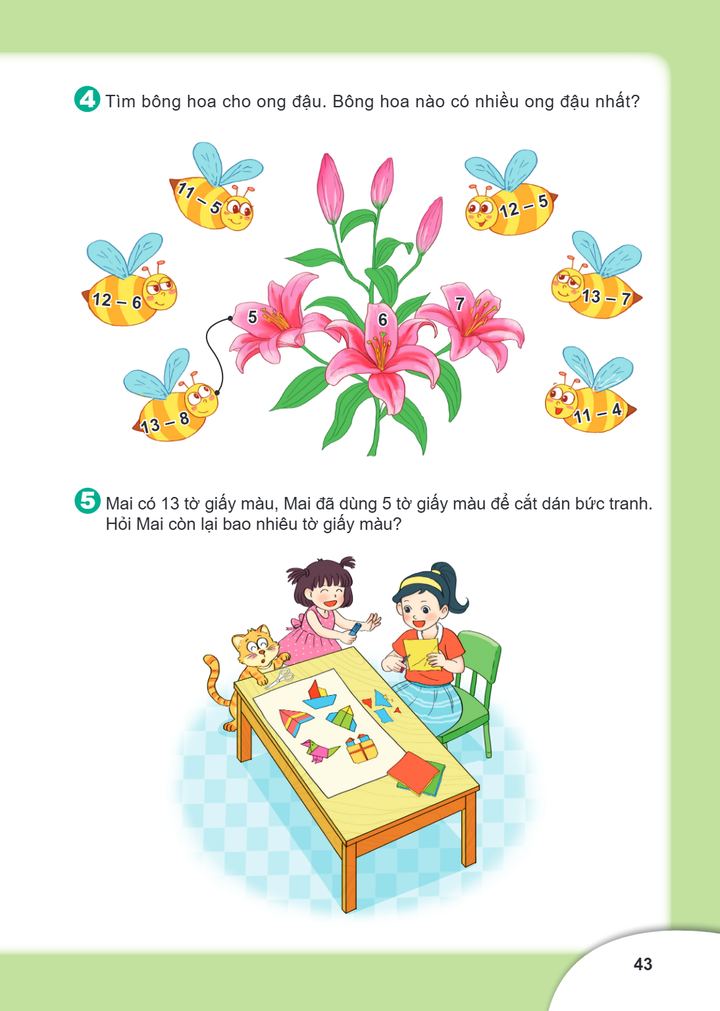 4 Tìm bông hoa cho ong đậu. Bông hoa nào có nhiều ong đậu nhất?
11 – 5
12 – 5
12 – 6
13 – 7
5
6
7
13 – 8
11 – 4
5 Mai có 13 tờ giấy màu, Mai đã dùng 5 tờ giấy màu để cắt dán bức tranh.
Hỏi Mai còn lại bao nhiêu tờ giấy màu?
43